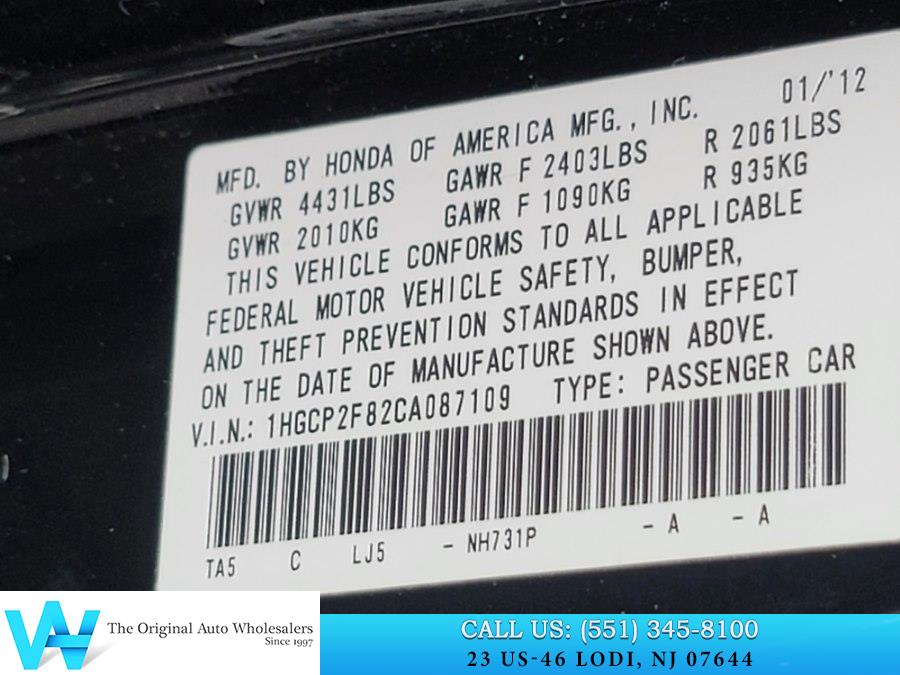 MFD. BY HONDA OF AMERICA MFG., INC. 01/'12
GVWR 4431LBS GAWR F 2403LBS R 2061LBS
GVWR 2010KG GAWR F 1090KG R 935KG
THIS VEHICLE CONFORMS TO ALL APPLICABLE
FEDERAL MOTOR VEHICLE SAFETY, BUMPER,
AND THEFT PREVENTION STANDARDS IN EFFECT
ON THE DATE OF MANUFACTURE SHOWN ABOVE.
V.I.N.: 1HGCP2F82CA087109 TYPE: PASSENGER CAR
TA5 C LJ5 - NH731P - A - A
The Original Auto Wholesalers
Since 1997
CALL US: (551) 345-8100
23 US-46 LODI, NJ 07644